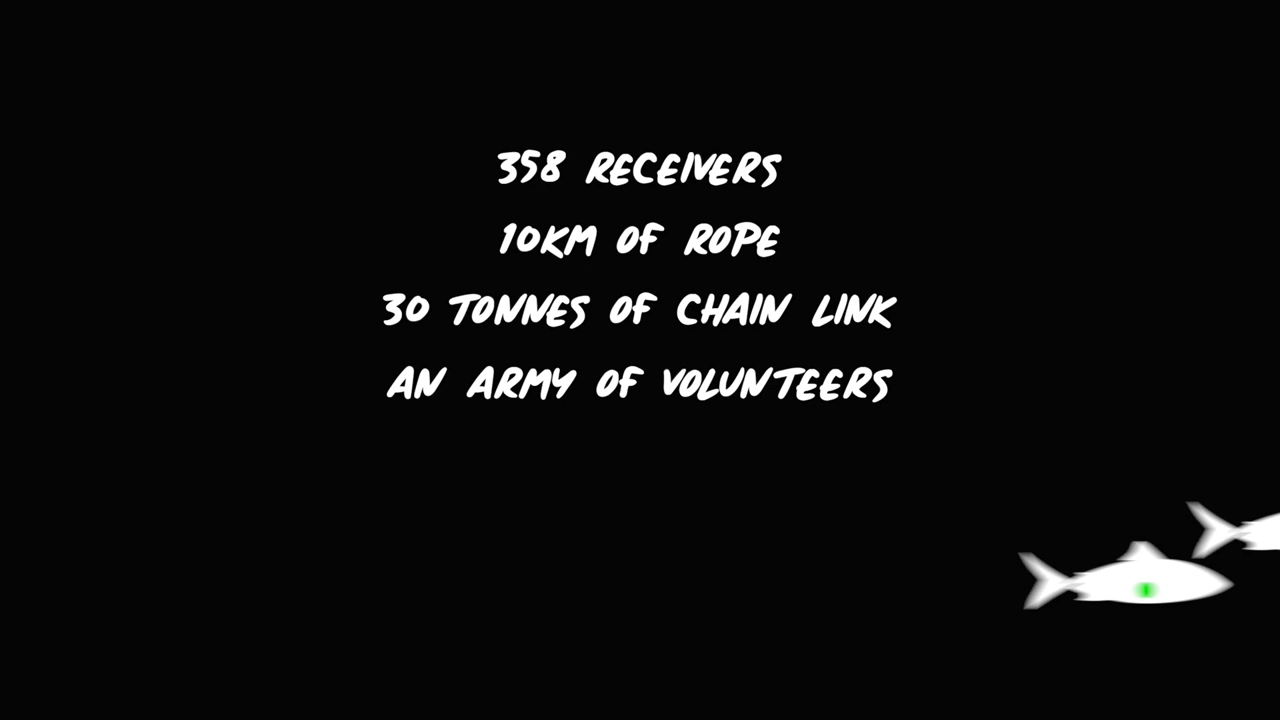 358 RECEIVERS
10KM OF ROPE
30 TONNES OF CHAIN LINK
AN ARMY OF VOLUNTEERS